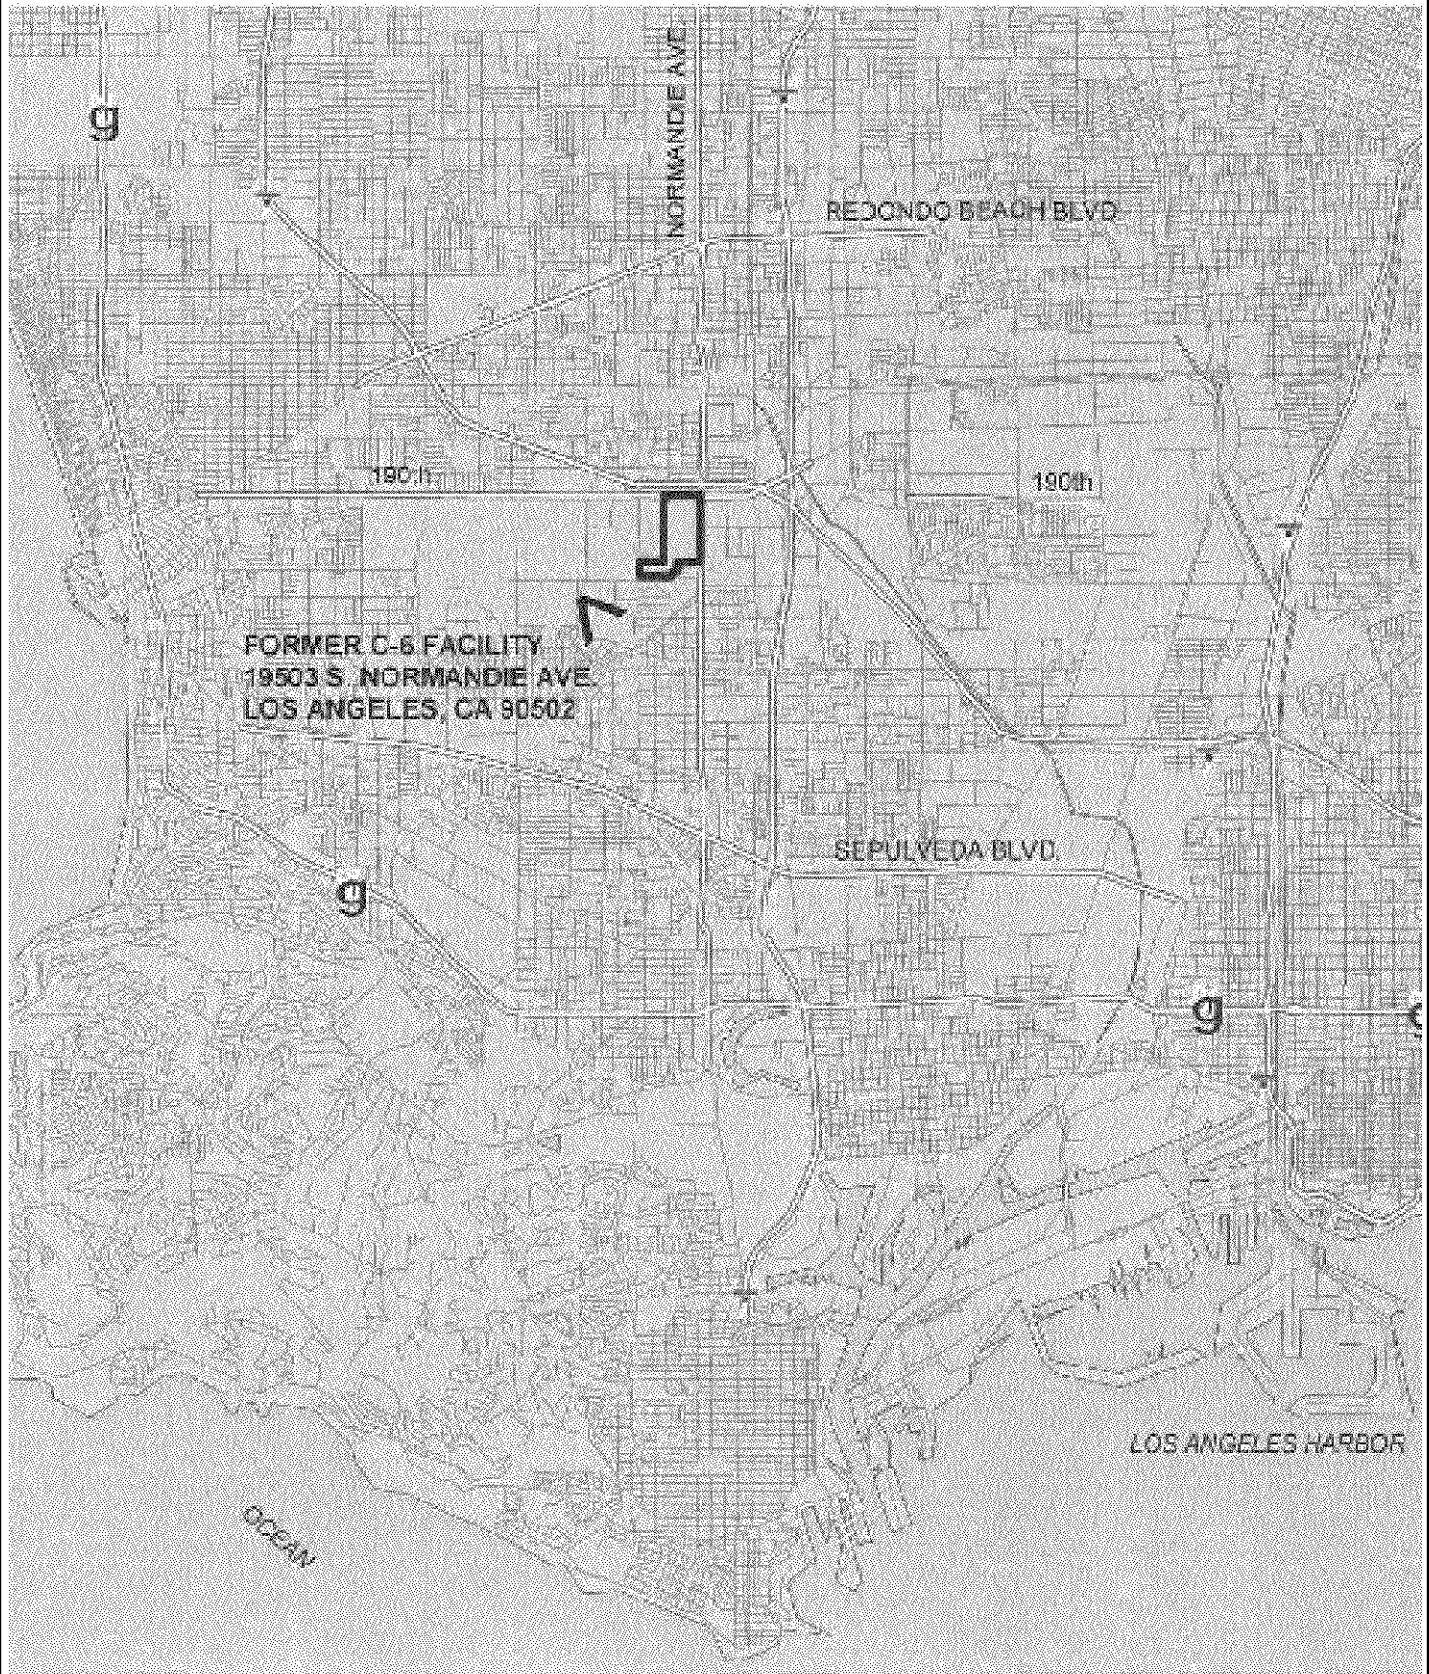 NORMANDIE AVE
g
REDONDO BEACH BLVD
190th
190th
FORMER C-6 FACILITY
19503 S. NORMANDIE AVE.
LOS ANGELES, CA 90502
SEPULVEDA BLVD.
g
g
LOS ANGELES HARBOR
OCEAN